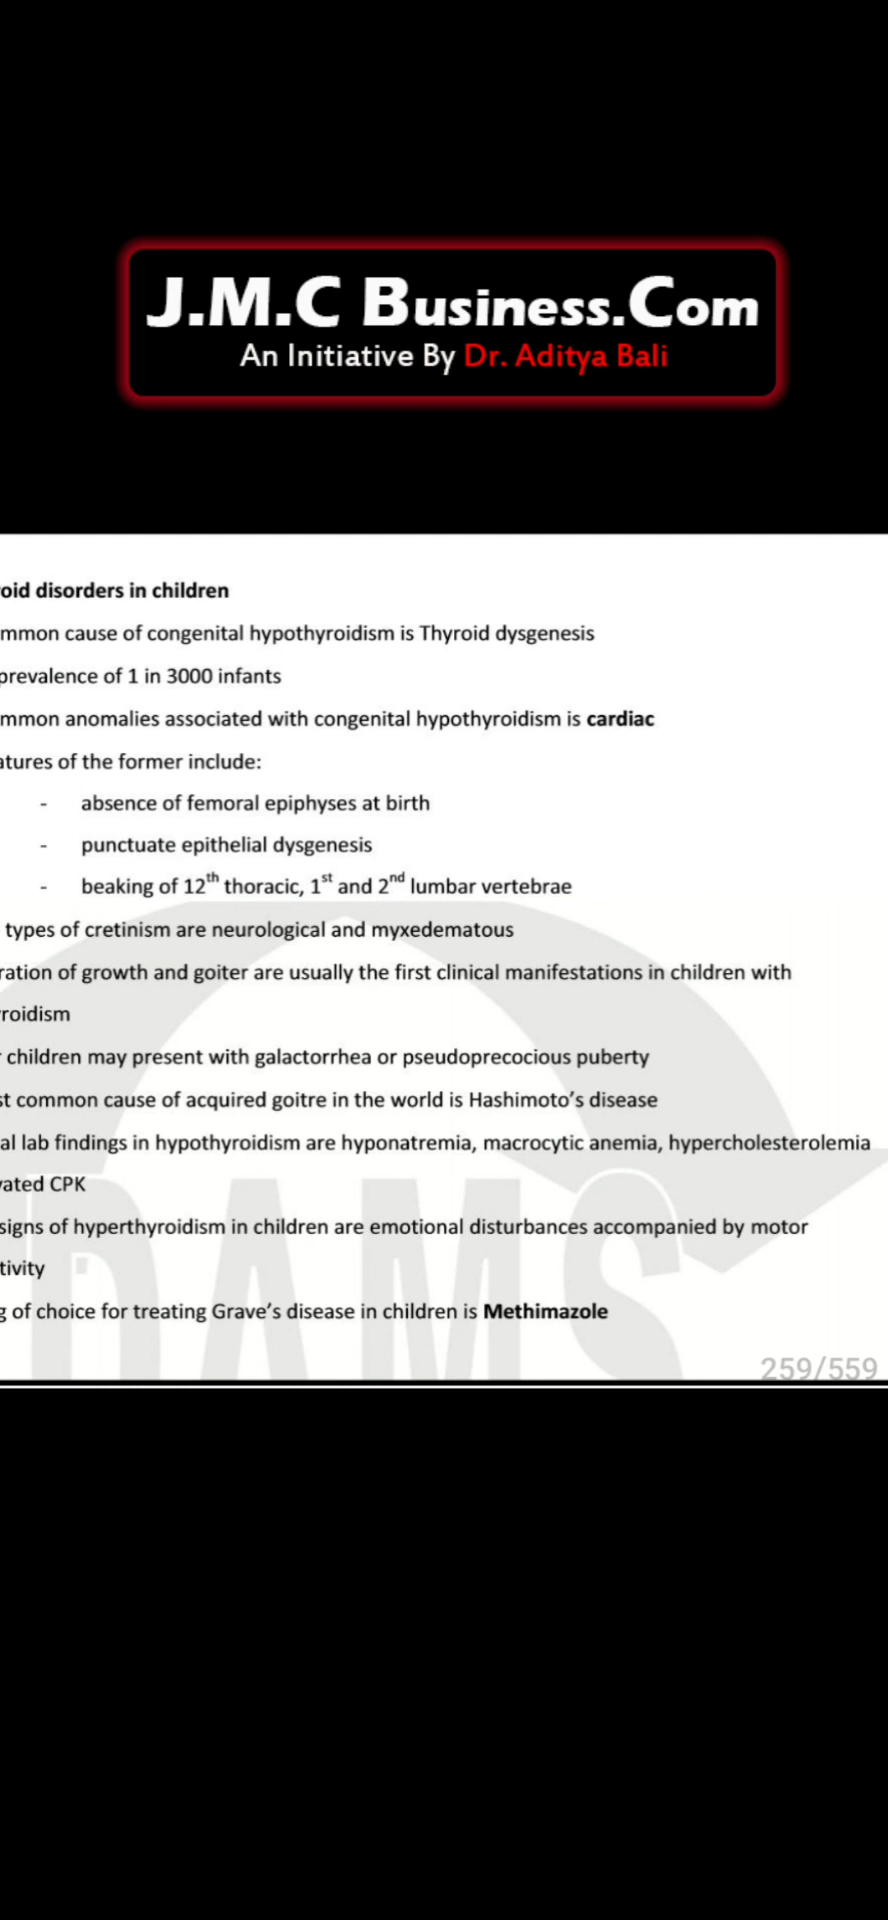 J.M.C Business.Com
An Initiative By Dr. Aditya Bali
oid disorders in children
mmon cause of congenital hypothyroidism is Thyroid dysgenesis
prevalence of 1 in 3000 infants
mmon anomalies associated with congenital hypothyroidism is cardiac
atures of the former include:
- absence of femoral epiphyses at birth
- punctuate epithelial dysgenesis
- beaking of 12th thoracic, 1st and 2nd lumbar vertebrae
types of cretinism are neurological and myxedematous
ration of growth and goiter are usually the first clinical manifestations in children with
roidism
r children may present with galactorrhea or pseudoprecocious puberty
st common cause of acquired goitre in the world is Hashimoto's disease
al lab findings in hypothyroidism are hyponatremia, macrocytic anemia, hypercholesterolemia
vated CPK
signs of hyperthyroidism in children are emotional disturbances accompanied by motor
tivity
g of choice for treating Grave's disease in children is Methimazole
DAMS
259/559